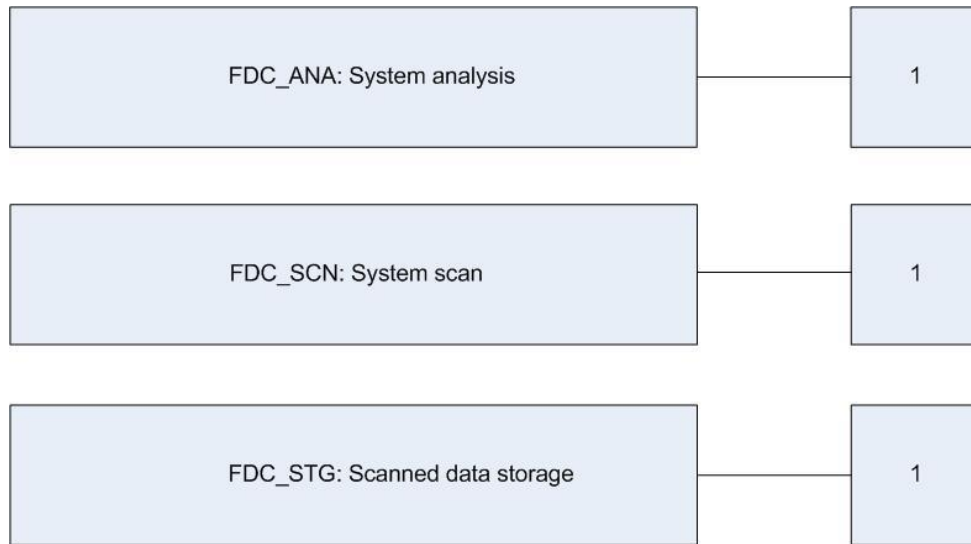 FDC_ANA: System analysis
1
FDC_SCN: System scan
1
FDC_STG: Scanned data storage
1